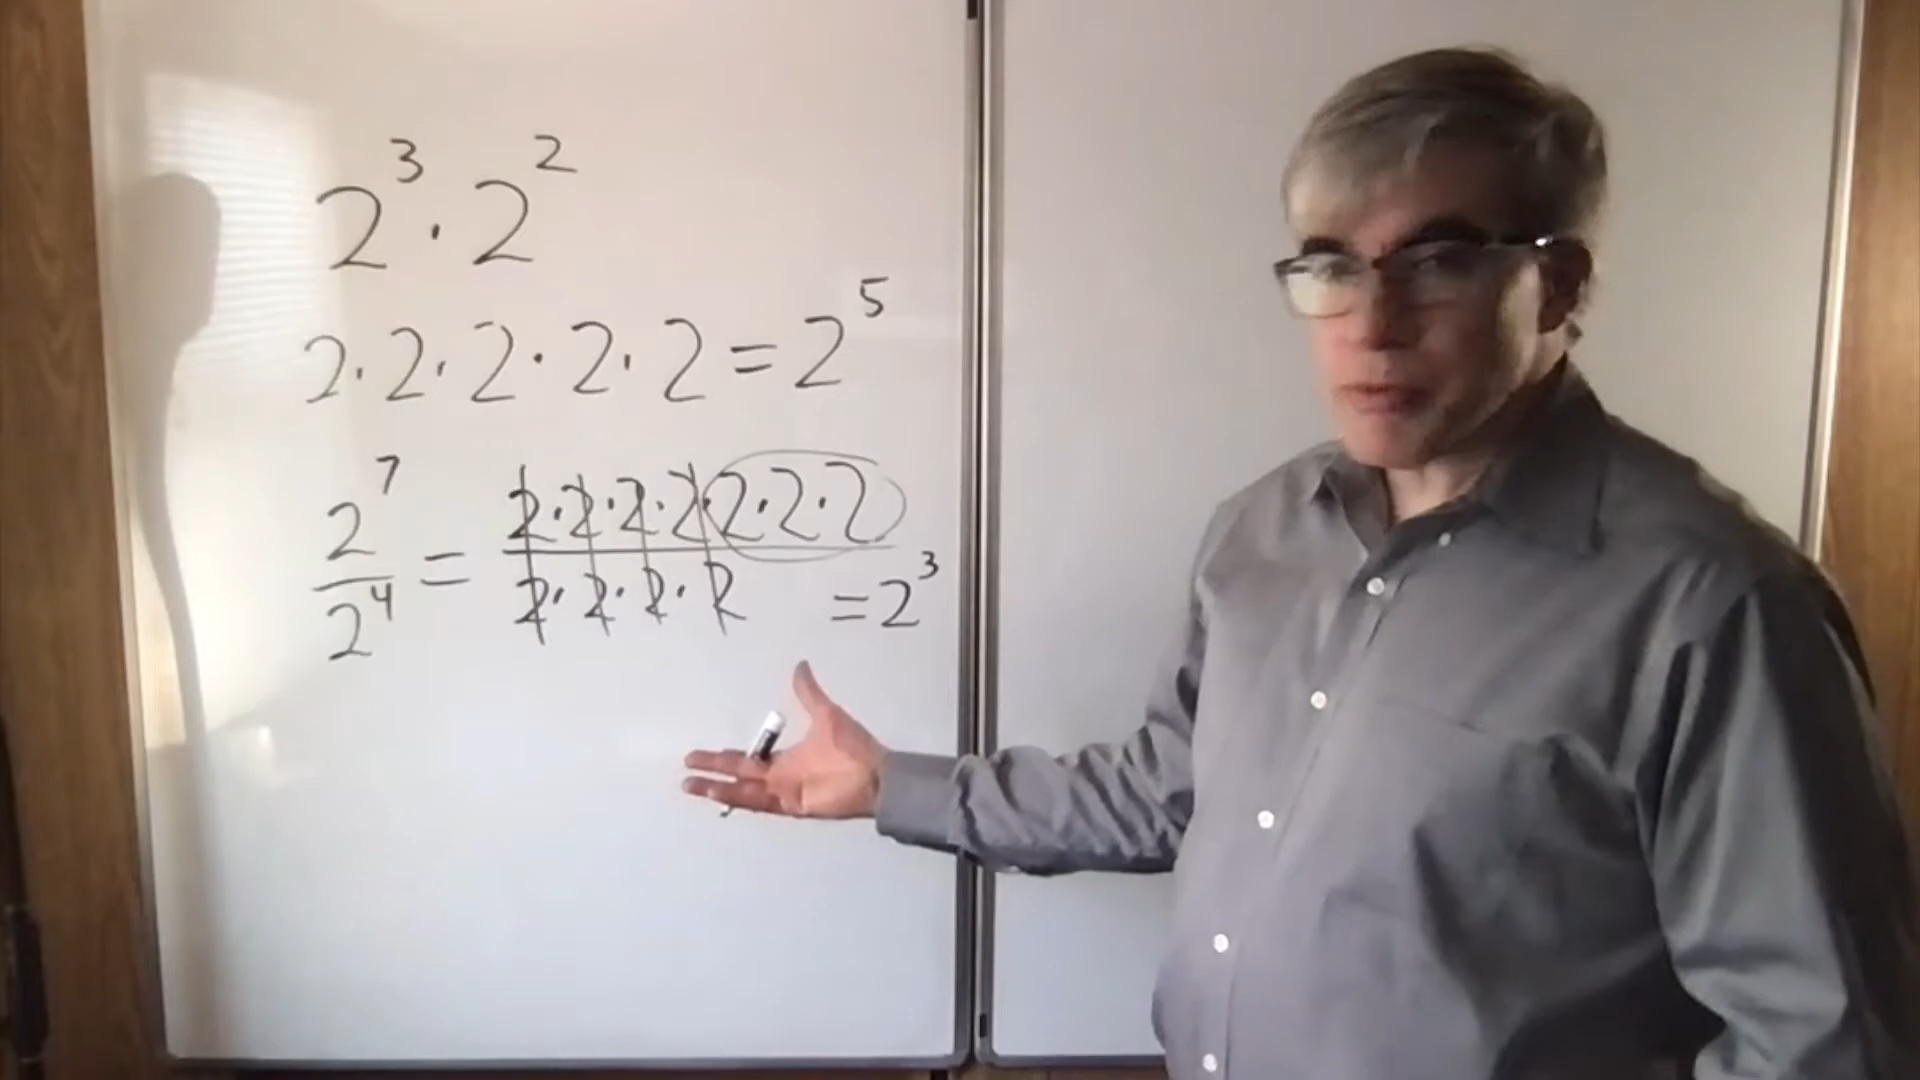 2³ · 2²
2 · 2 · 2 · 2 · 2 = 2⁵
2⁷/2⁴ = 2 · 2 · 2 · 2 · 2 · 2 · 2 / 2 · 2 · 2 · 2 = 2³